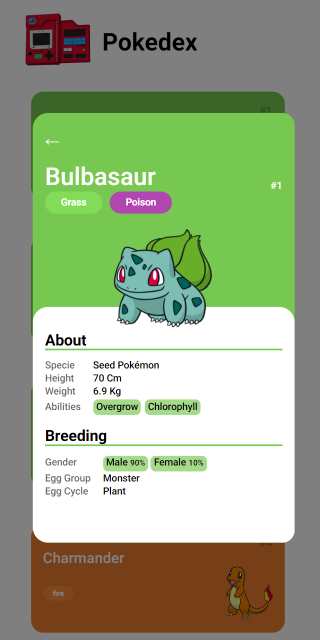 Pokedex
#1
←
Bulbasaur
#1
Grass Poison
About
Specie Seed Pokémon
Height 70 Cm
Weight 6.9 Kg
Abilities Overgrow Chlorophyll
Breeding
Gender Male 90% Female 10%
Egg Group Monster
Egg Cycle Plant
Charmander
fire